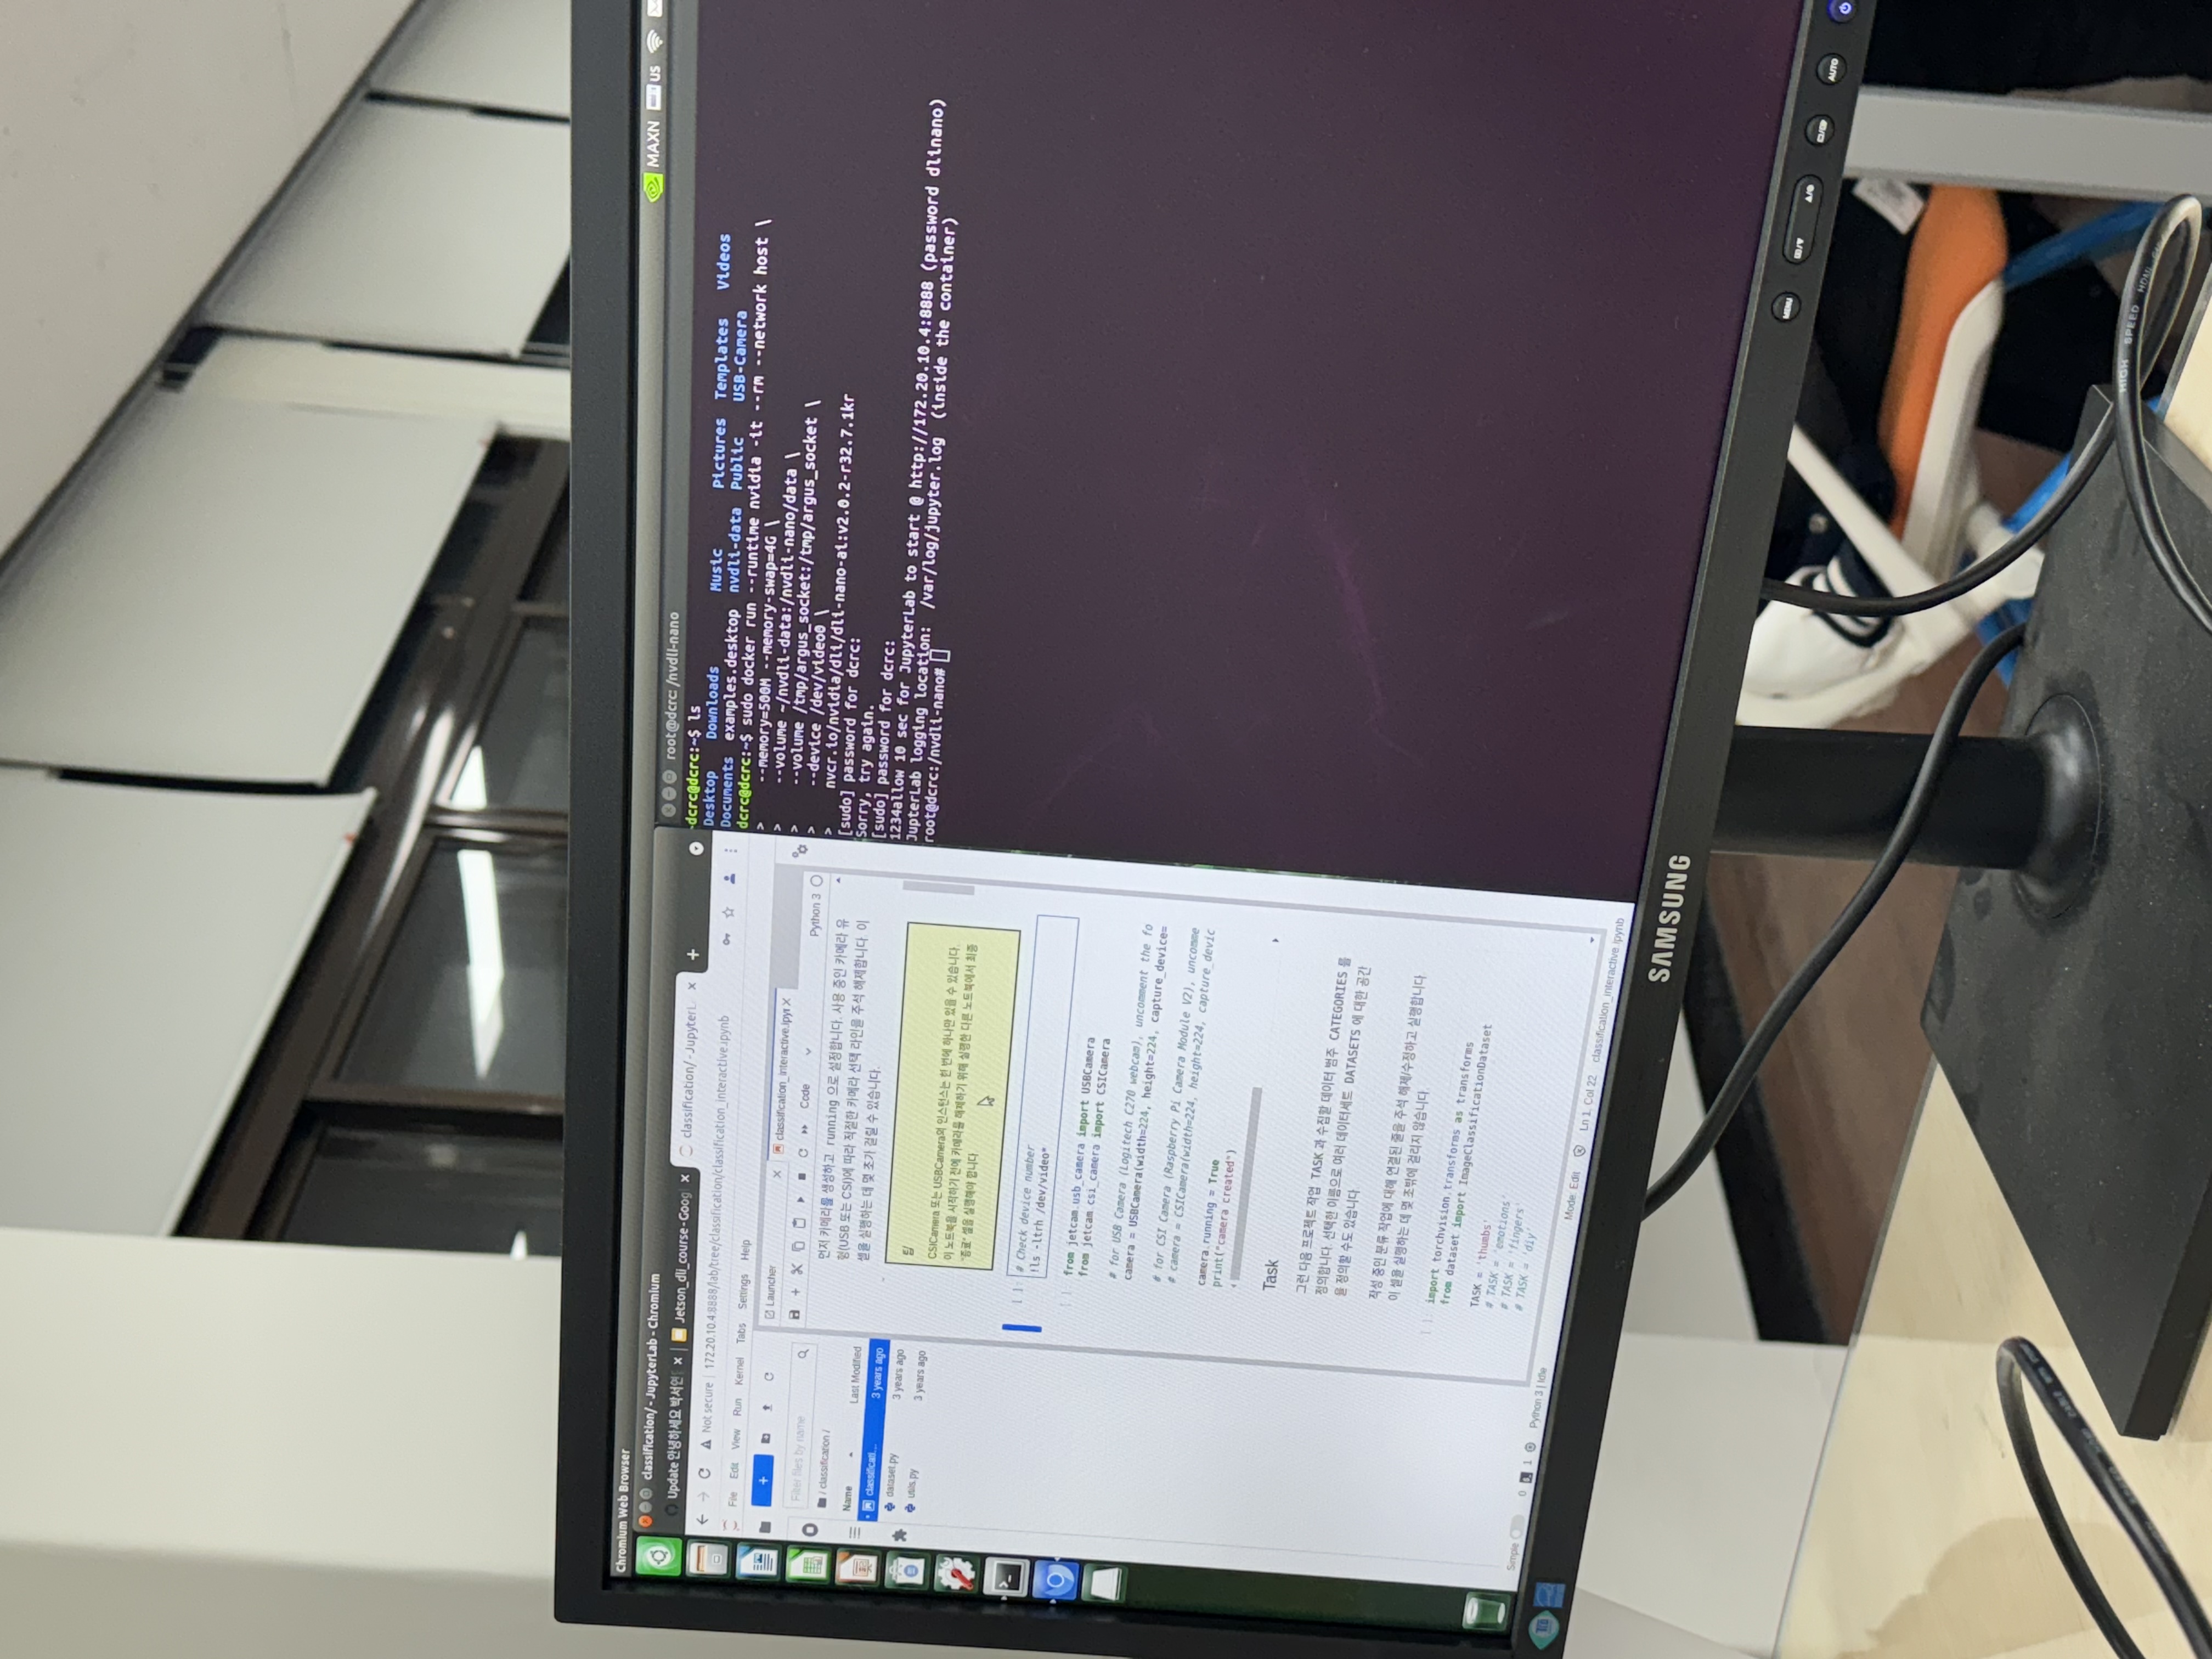 Chromium Web Browser
classification/ - JupyterLab - Chromium
Update 안녕하세요 박서인
Jetson_dli_course - Goog
classification/ - JupyterL
Not secure
172.20.10.4:8888/lab/tree/classification/classification_interactive.ipynb
File Edit View Run Kernel Tabs Settings Help
Filter files by name
/ classification /
Name
Last Modified
classificati...
3 years ago
dataset.py
3 years ago
utils.py
3 years ago
Launcher
classification_interactive.ipyr
Code
Python 3
먼저 카메라를 생성하고 running 으로 설정합니다. 사용 중인 카메라 유
형(USB 또는 CSI)에 따라 적절한 카메라 선택 라인을 주석 해제합니다. 이
셀을 실행하는 데 몇 초가 걸릴 수 있습니다.
팁
CSICamera 또는 USBCamera의 인스턴스는 한 번에 하나만 있을 수 있습니다.
이 노트북을 시작하기 전에 카메라를 해제하기 위해 실행한 다른 노트북에서 최종
"종료" 셀을 실행해야 합니다.
[ ]:
# Check device number
!ls -ltrh /dev/video*
[ ]:
from jetcam.usb_camera import USBCamera
from jetcam.csi_camera import CSICamera
# for USB Camera (Logitech C270 webcam), uncomment the fo
camera = USBCamera(width=224, height=224, capture_device=
# for CSI Camera (Raspberry Pi Camera Module V2), uncomme
# camera = CSICamera(width=224, height=224, capture_devic
camera.running = True
print("camera created")
Task
그런 다음 프로젝트 작업 TASK 과 수집할 데이터 범주 CATEGORIES 를
정의합니다. 선택한 이름으로 여러 데이터세트 DATASETS 에 대한 공간
을 정의할 수도 있습니다.
작성 중인 분류 작업에 대해 연결된 줄을 주석 해제/수정하고 실행합니다.
이 셀을 실행하는 데 몇 초밖에 걸리지 않습니다.
[ ]:
import torchvision.transforms as transforms
from dataset import ImageClassificationDataset
TASK = 'thumbs'
# TASK = 'emotions'
# TASK = 'fingers'
# TASK = 'diy'
Simple
0
1
Python 3 | Idle
Mode: Edit
Ln 1, Col 22
classification_interactive.ipynb
MAXN
US
root@dcrc: /nvdli-nano
dcrc@dcrc:~$ ls
Desktop Downloads Music Pictures Templates Videos
Documents examples.desktop nvdli-data Public USB-Camera
dcrc@dcrc:~$ sudo docker run --runtime nvidia -it --rm --network host \
> --memory=500M --memory-swap=4G \
> --volume ~/nvdli-data:/nvdli-nano/data \
> --volume /tmp/argus_socket:/tmp/argus_socket \
> --device /dev/video0 \
> nvcr.io/nvidia/dli/dli-nano-ai:v2.0.2-r32.7.1kr
[sudo] password for dcrc:
Sorry, try again.
[sudo] password for dcrc:
1234allow 10 sec for JupyterLab to start @ http://172.20.10.4:8888 (password dlinano)
JupterLab logging location: /var/log/jupyter.log (inside the container)
root@dcrc:/nvdli-nano#
SAMSUNG
MENU
AUTO
HIGH SPEED HDMI